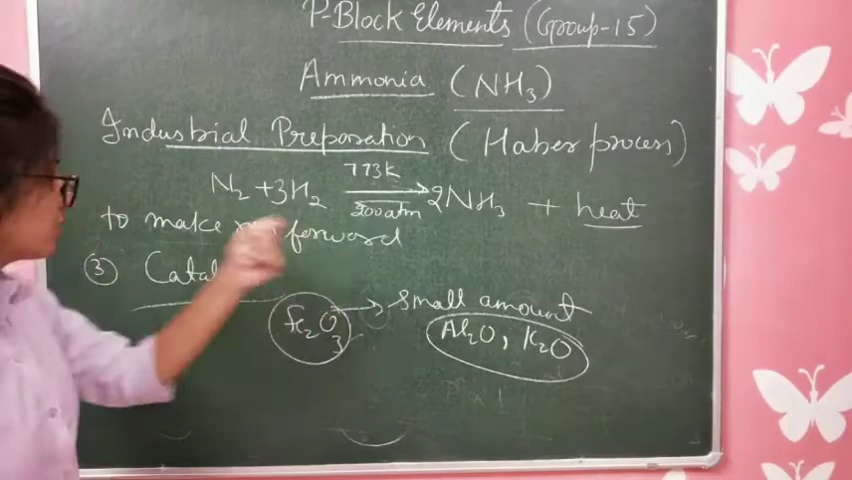 P-Block Elements (Group-15)
Ammonia (NH3)
Industrial Preparation (Haber process)
N2 + 3H2 773k 200atm 2NH3 + heat
to make forward
③ Catal
Fe2O3 → small amount
Al2O, K2O